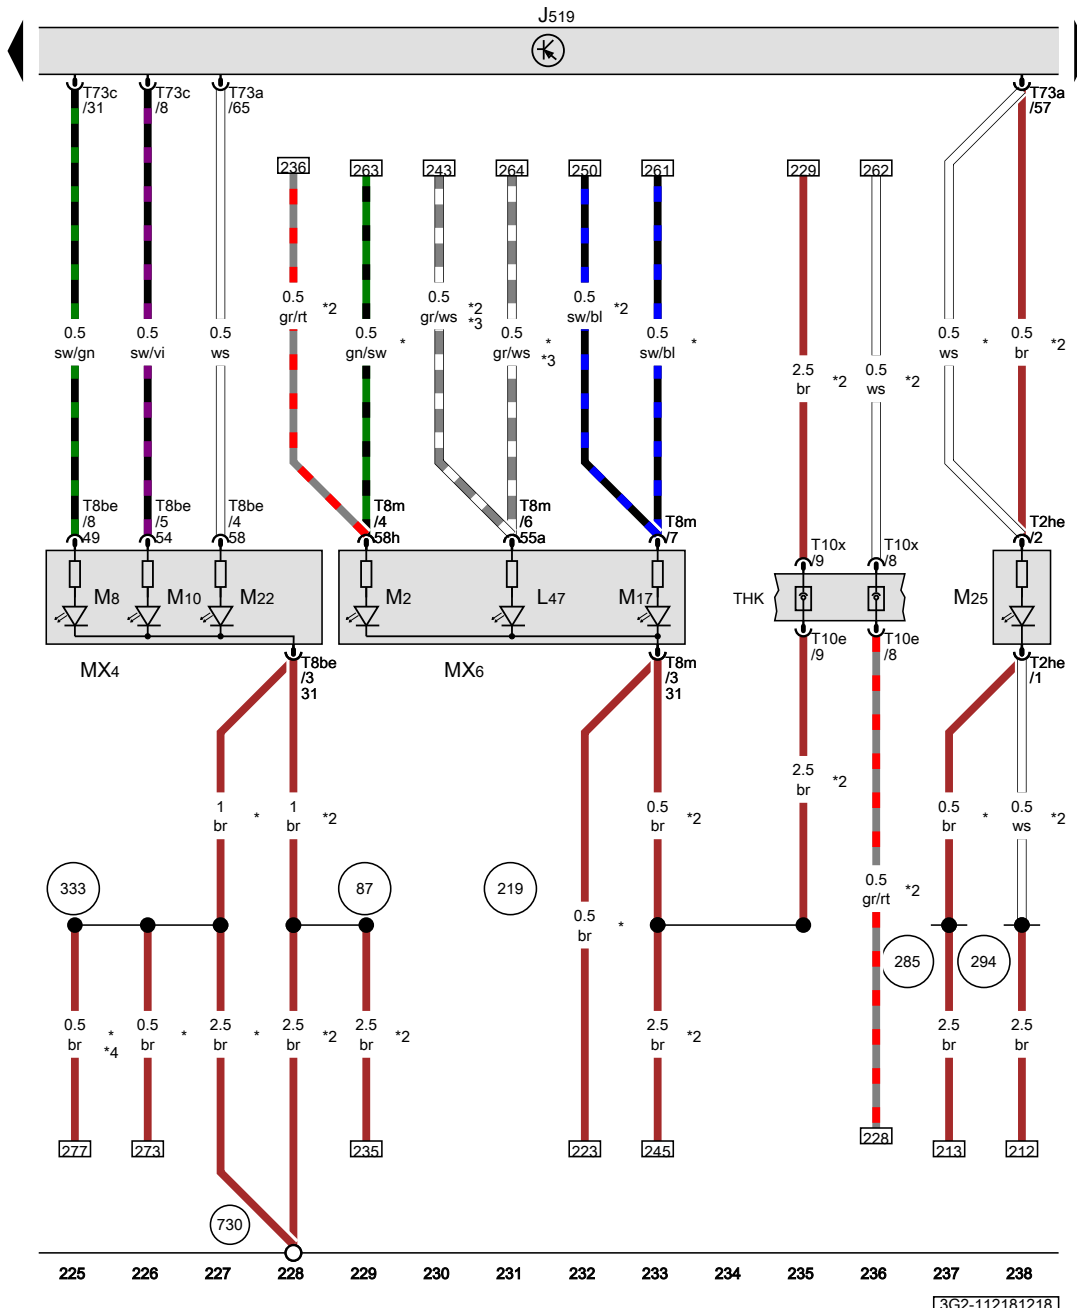 J519
T73c
/31
T73c
/8
T73a
/65
T73a
/57
236
263
243
264
250
261
229
262
0.5
sw/gn
0.5
sw/vi
0.5
ws
0.5
gr/rt
*2
0.5
gn/sw
*
0.5
gr/ws
*2
*3
0.5
gr/ws
*
*3
0.5
sw/bl
*2
0.5
sw/bl
*
2.5
br
*2
0.5
ws
*2
0.5
ws
*
0.5
br
*2
T8be
/8
49
T8be
/5
54
T8be
/4
58
T8m
/4
58h
T8m
/6
55a
T8m
/7
T10x
/9
T10x
/8
T2he
/2
M8
M10
M22
M2
L47
M17
THK
M25
MX4
MX6
T8be
/3
31
T8m
/3
31
T10e
/9
T10e
/8
T2he
/1
1
br
*
1
br
*2
0.5
br
*2
2.5
br
*2
0.5
br
*
0.5
ws
*2
333
87
219
0.5
br
*
0.5
gr/rt
*2
285
294
0.5
br
*
*4
0.5
br
*
2.5
br
*
2.5
br
*2
2.5
br
*2
2.5
br
*2
2.5
br
2.5
br
277
273
235
223
245
228
213
212
730
225 226 227 228 229 230 231 232 233 234 235 236 237 238
3G2-112181218